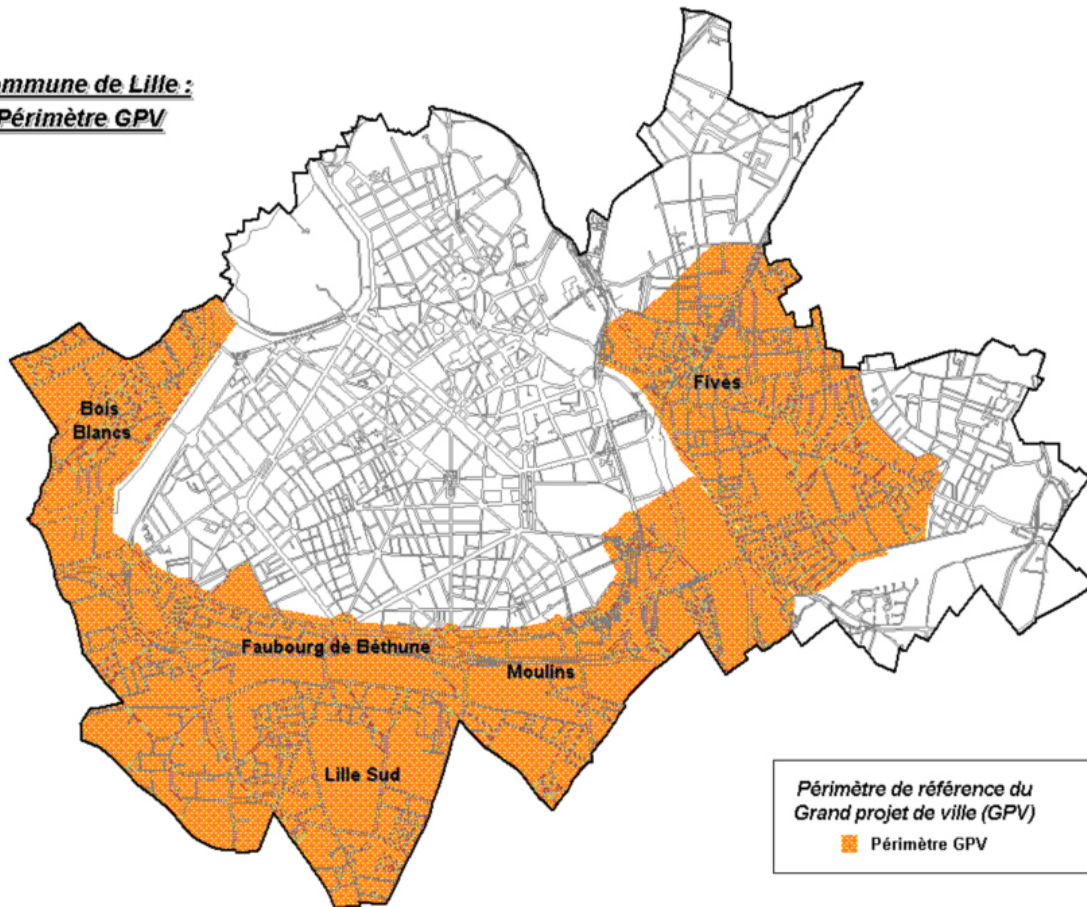 ommune de Lille :
Périmètre GPV
Fives
Bois
Blancs
Faubourg de Béthune
Moulins
Lille Sud
Périmètre de référence du
Grand projet de ville (GPV)
Périmètre GPV